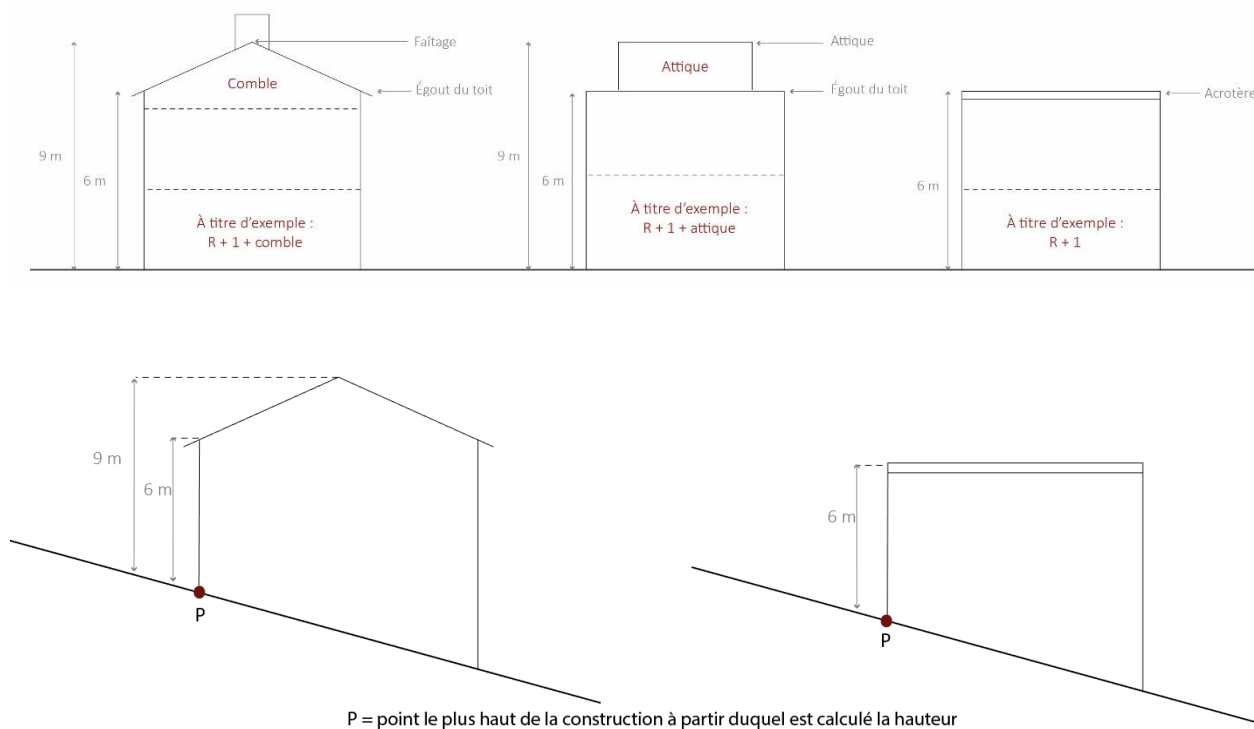 Faîtage
Comble
Égout du toit
9 m
6 m
À titre d'exemple :
R + 1 + comble
Attique
Attique
Égout du toit
9 m
6 m
À titre d'exemple :
R + 1 + attique
Acrotère
6 m
À titre d'exemple :
R + 1
9 m
6 m
P
6 m
P
P = point le plus haut de la construction à partir duquel est calculé la hauteur